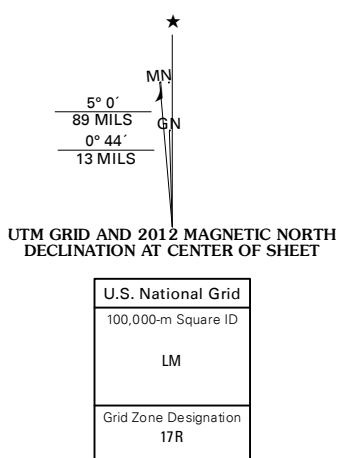 MN
5° 0´
89 MILS
GN
0° 44´
13 MILS
UTM GRID AND 2012 MAGNETIC NORTH
DECLINATION AT CENTER OF SHEET
U.S. National Grid
100,000-m Square ID
LM
Grid Zone Designation
17R